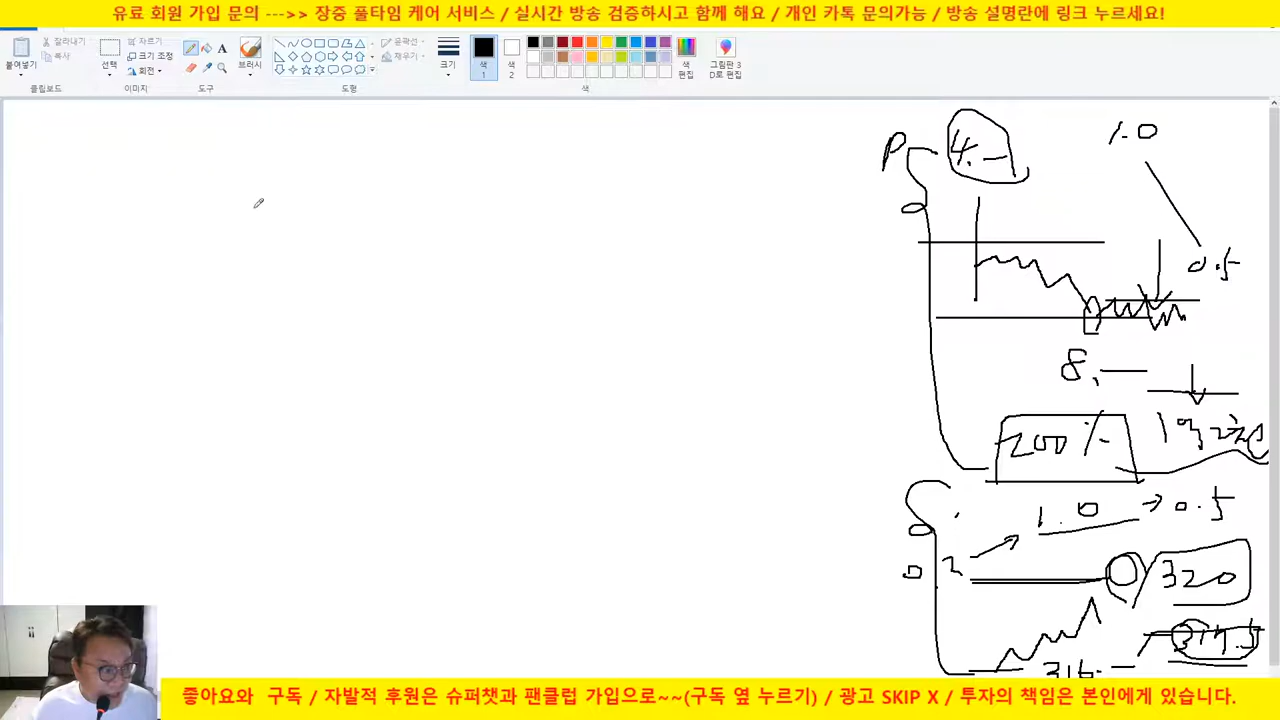 유료 회원 가입 문의 --->> 장중 풀타임 케어 서비스 / 실시간 방송 검증하시고 함께 해요 / 개인 카톡 문의가능 / 방송 설명란에 링크 누르세요!
붙여넣기
잘라내기
복사
클립보드
선택
자르기
크기 조정
회전
이미지
A
도구
브러시
윤곽선
채우기
도형
크기
색 1
색 2
색 편집
그림판 3D로 편집
색
P
4.
1.0
0.5
8.
200%
1.0 → 0.5
320
316
좋아요와 구독 / 자발적 후원은 슈퍼챗과 팬클럽 가입으로~~(구독 옆 누르기) / 광고 SKIP X / 투자의 책임은 본인에게 있습니다.